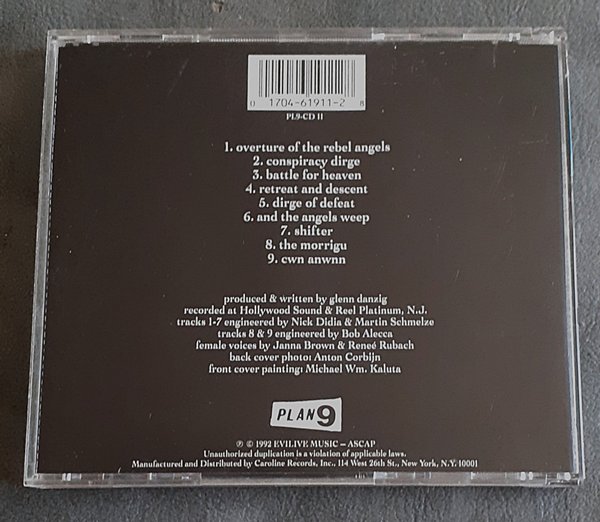 0 1704-61911-2 8
PL9-CD 11
1. overture of the rebel angels
2. conspiracy dirge
3. battle for heaven
4. retreat and descent
5. dirge of defeat
6. and the angels weep
7. shifter
8. the morrigu
9. cwn anwnn
produced & written by glenn danzig
recorded at Hollywood Sound & Reel Platinum, N.J.
tracks 1-7 engineered by Nick Didia & Martin Schmelze
tracks 8 & 9 engineered by Bob Alecca
female voices by Janna Brown & Reneé Rubach
back cover photo: Anton Corbijn
front cover painting: Michael Wm. Kaluta
PLAN 9
℗ © 1992 EVILIVE MUSIC – ASCAP
Unauthorized duplication is a violation of applicable laws.
Manufactured and Distributed by Caroline Records, Inc., 114 West 26th St., New York, N.Y. 10001